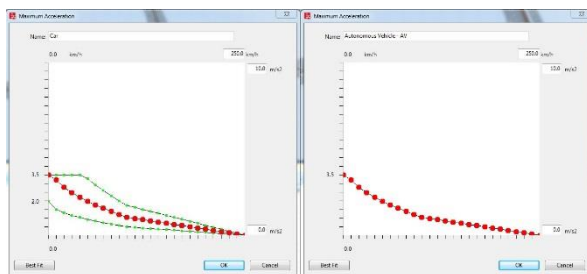 Maximum Acceleration
Name Car
0.0 km/h 250.0 km/h
10.0 m/s2
3.5
2.0
0.0 m/s2
0.0
Best Fit OK Cancel
Maximum Acceleration
Name Autonomous Vehicle - AV
0.0 km/h 250.0 km/h
10.0 m/s2
3.5
0.0 m/s2
0.0
Best Fit OK Cancel